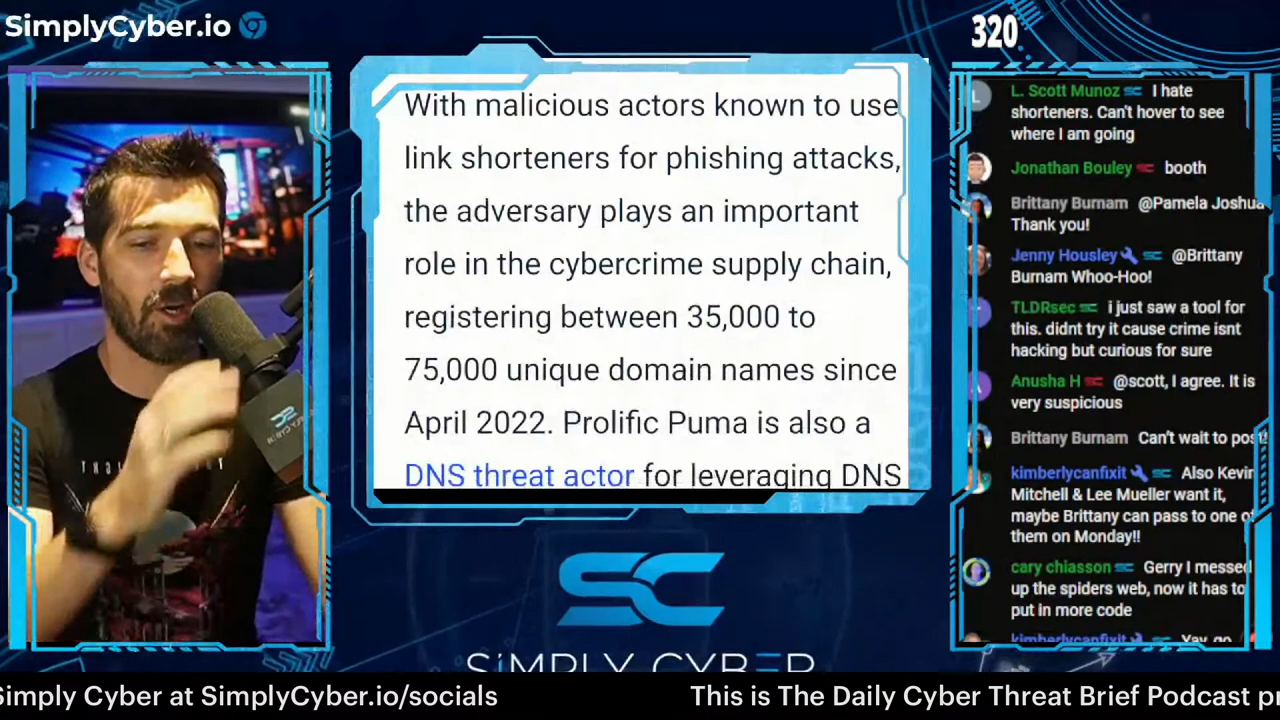 SimplyCyber.io
320
With malicious actors known to use
link shorteners for phishing attacks,
the adversary plays an important
role in the cybercrime supply chain,
registering between 35,000 to
75,000 unique domain names since
April 2022. Prolific Puma is also a
DNS threat actor for leveraging DNS
SC
SIMPLY CYBER
L. Scott Munoz I hate
shorteners. Can't hover to see
where I am going
Jonathan Bouley booth
Brittany Burnam @Pamela Joshua
Thank you!
Jenny Housley @Brittany
Burnam Whoo-Hoo!
TLDRsec i just saw a tool for
this. didnt try it cause crime isnt
hacking but curious for sure
Anusha H @scott, I agree. It is
very suspicious
Brittany Burnam Can't wait to post!
kimberlycanfixit Also Kevin
Mitchell & Lee Mueller want it,
maybe Brittany can pass to one of
them on Monday!!
cary chiasson Gerry I messed
up the spiders web, now it has to
put in more code
kimberlycanfixit Yay, go
Simply Cyber at SimplyCyber.io/socials
This is The Daily Cyber Threat Brief Podcast pr